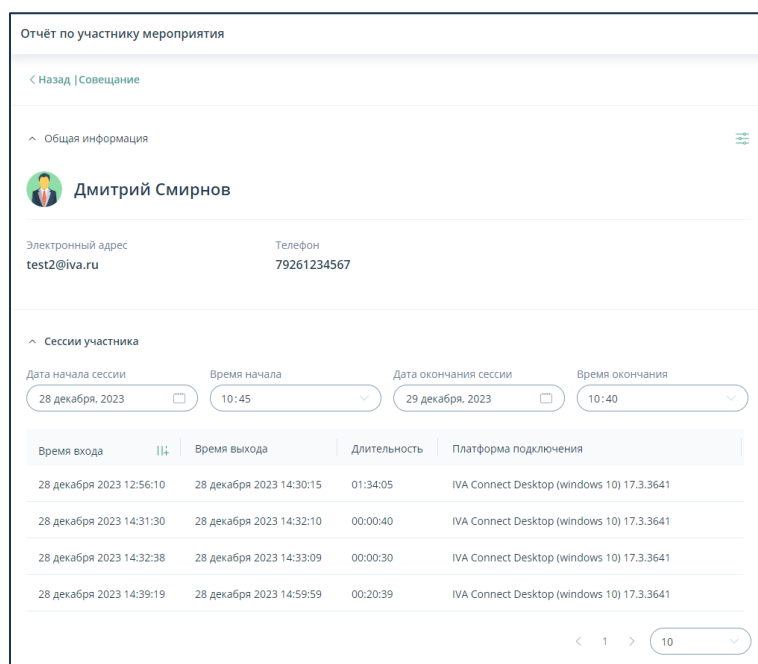 Отчёт по участнику мероприятия
Назад |Совещание
Общая информация
Дмитрий Смирнов
Электронный адрес Телефон
test2@iva.ru 79261234567
Сессии участника
Дата начала сессии Время начала Дата окончания сессии Время окончания
28 декабря, 2023 10:45 29 декабря, 2023 10:40
Время входа Время выхода Длительность Платформа подключения
28 декабря 2023 12:56:10 28 декабря 2023 14:30:15 01:34:05 IVA Connect Desktop (windows 10) 17.3.3641
28 декабря 2023 14:31:30 28 декабря 2023 14:32:10 00:00:40 IVA Connect Desktop (windows 10) 17.3.3641
28 декабря 2023 14:32:38 28 декабря 2023 14:33:09 00:00:30 IVA Connect Desktop (windows 10) 17.3.3641
28 декабря 2023 14:39:19 28 декабря 2023 14:59:59 00:20:39 IVA Connect Desktop (windows 10) 17.3.3641
1 10